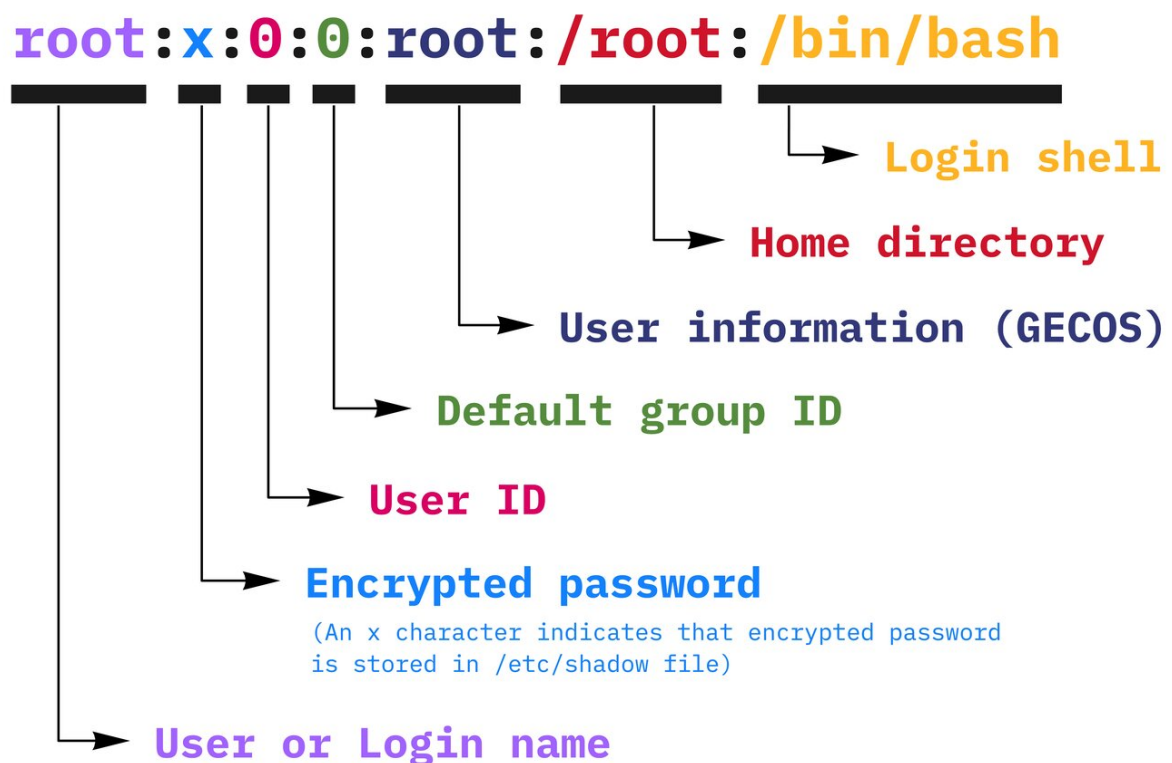 root:x:0:0:root:/root:/bin/bash
Login shell
Home directory
User information (GECOS)
Default group ID
User ID
Encrypted password
(An x character indicates that encrypted password
is stored in /etc/shadow file)
User or Login name